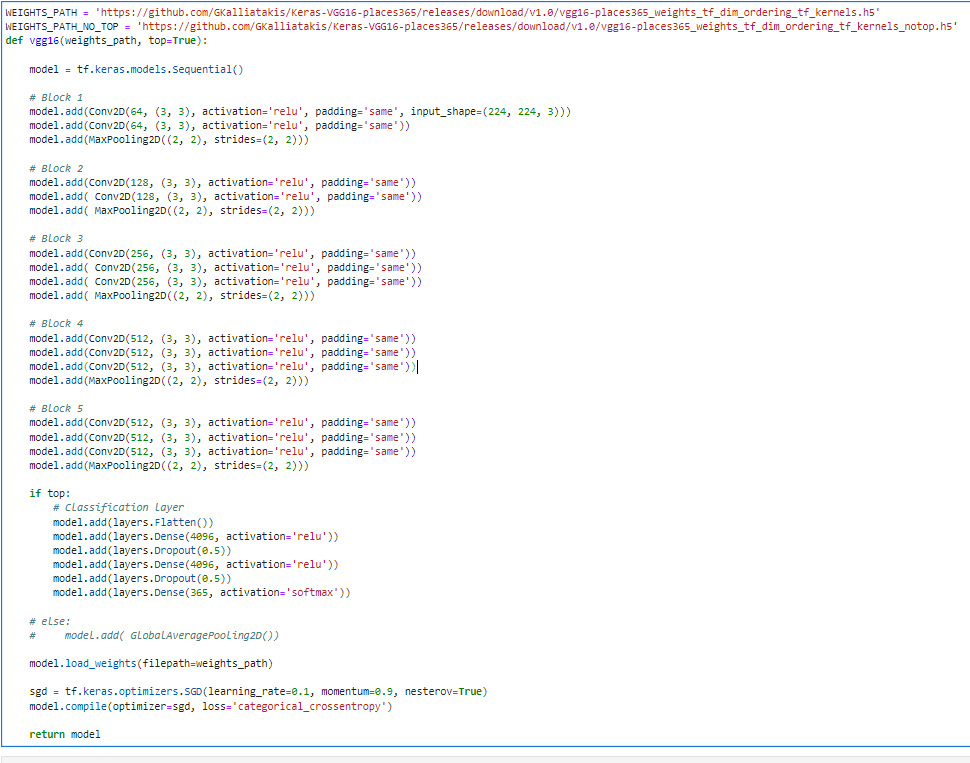 WEIGHTS_PATH = 'https://github.com/GKalliatakis/Keras-VGG16-places365/releases/download/v1.0/vgg16-places365_weights_tf_dim_ordering_tf_kernels.h5'
WEIGHTS_PATH_NO_TOP = 'https://github.com/GKalliatakis/Keras-VGG16-places365/releases/download/v1.0/vgg16-places365_weights_tf_dim_ordering_tf_kernels_notop.h5'
def vgg16(weights_path, top=True):

    model = tf.keras.models.Sequential()

    # Block 1
    model.add(Conv2D(64, (3, 3), activation='relu', padding='same', input_shape=(224, 224, 3)))
    model.add(Conv2D(64, (3, 3), activation='relu', padding='same'))
    model.add(MaxPooling2D((2, 2), strides=(2, 2)))

    # Block 2
    model.add(Conv2D(128, (3, 3), activation='relu', padding='same'))
    model.add( Conv2D(128, (3, 3), activation='relu', padding='same'))
    model.add( MaxPooling2D((2, 2), strides=(2, 2)))

    # Block 3
    model.add(Conv2D(256, (3, 3), activation='relu', padding='same'))
    model.add( Conv2D(256, (3, 3), activation='relu', padding='same'))
    model.add( Conv2D(256, (3, 3), activation='relu', padding='same'))
    model.add( MaxPooling2D((2, 2), strides=(2, 2)))

    # Block 4
    model.add(Conv2D(512, (3, 3), activation='relu', padding='same'))
    model.add(Conv2D(512, (3, 3), activation='relu', padding='same'))
    model.add(Conv2D(512, (3, 3), activation='relu', padding='same'))
    model.add(MaxPooling2D((2, 2), strides=(2, 2)))

    # Block 5
    model.add(Conv2D(512, (3, 3), activation='relu', padding='same'))
    model.add(Conv2D(512, (3, 3), activation='relu', padding='same'))
    model.add(Conv2D(512, (3, 3), activation='relu', padding='same'))
    model.add(MaxPooling2D((2, 2), strides=(2, 2)))

    if top:
        # Classification layer
        model.add(layers.Flatten())
        model.add(layers.Dense(4096, activation='relu'))
        model.add(layers.Dropout(0.5))
        model.add(layers.Dense(4096, activation='relu'))
        model.add(layers.Dropout(0.5))
        model.add(layers.Dense(365, activation='softmax'))

    # else:
    #     model.add( GlobalAveragePooling2D())

    model.load_weights(filepath=weights_path)

    sgd = tf.keras.optimizers.SGD(learning_rate=0.1, momentum=0.9, nesterov=True)
    model.compile(optimizer=sgd, loss='categorical_crossentropy')

    return model